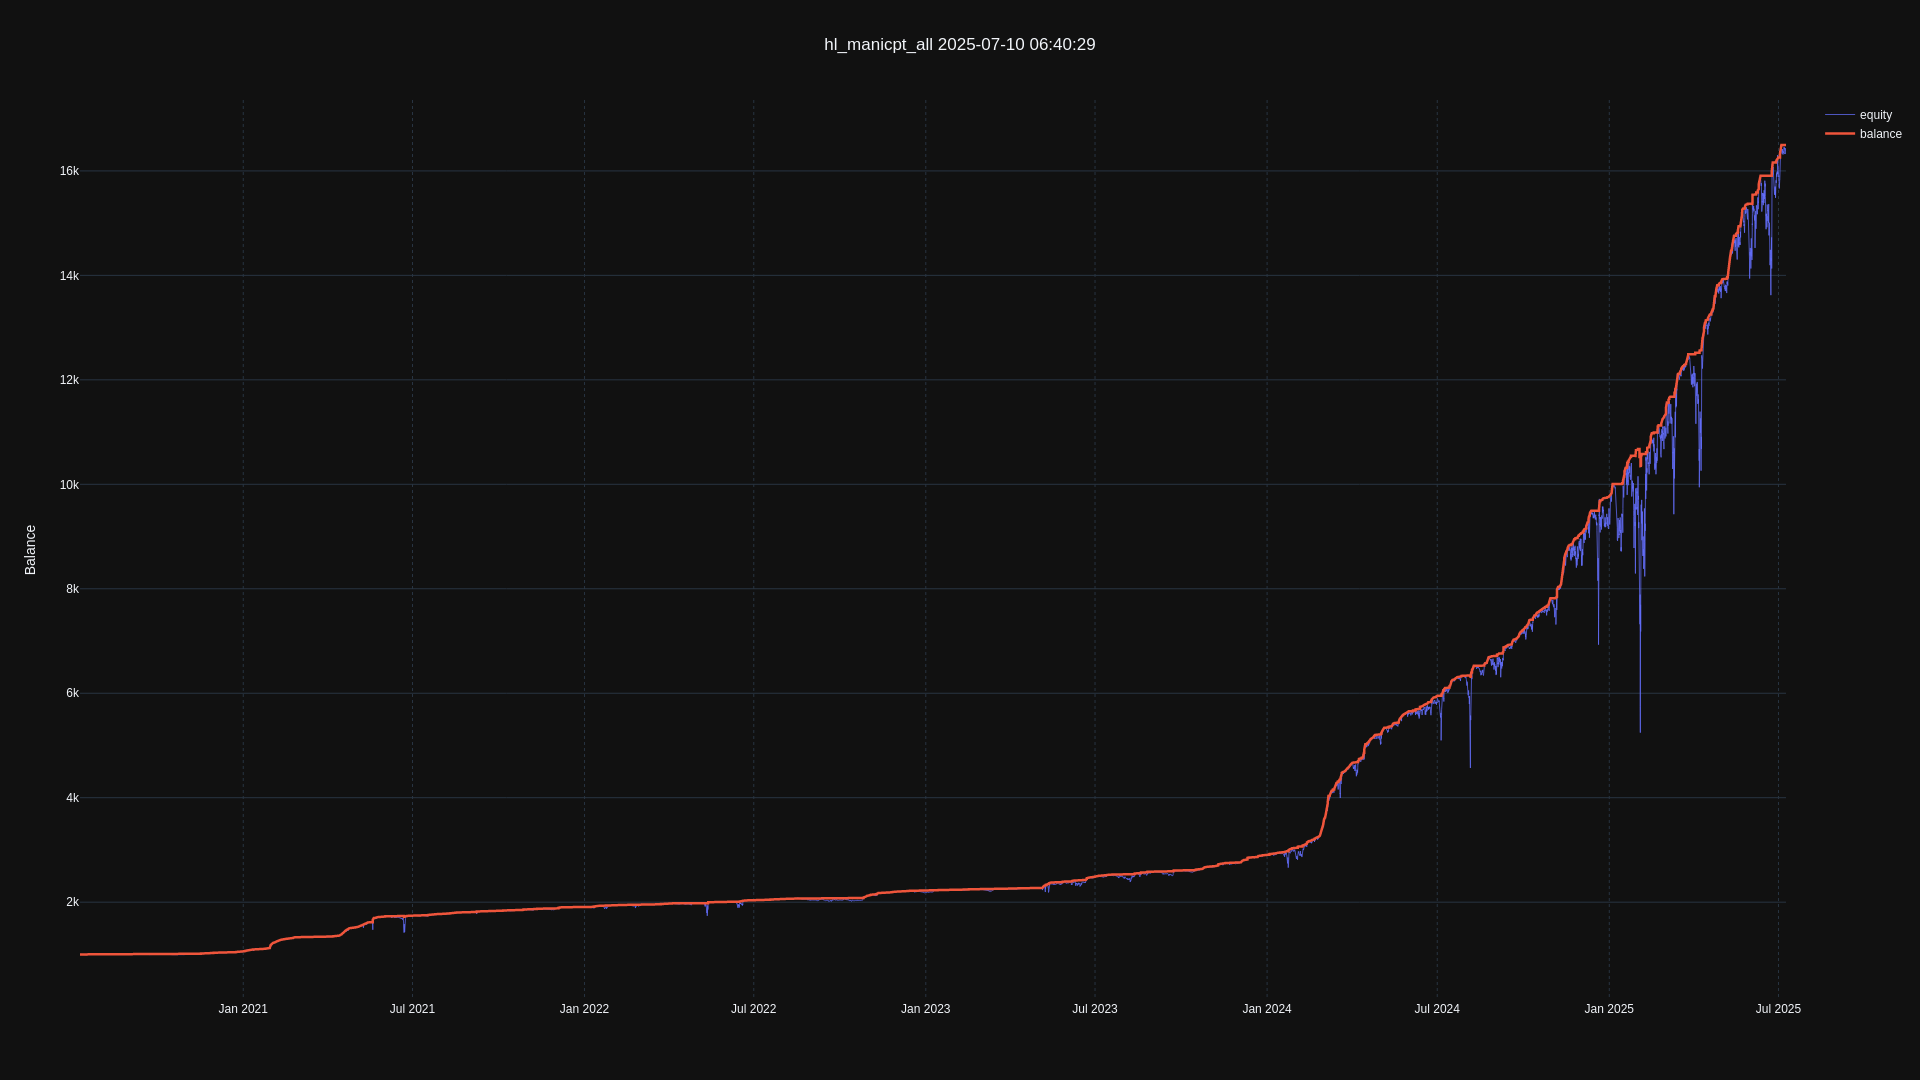 hl_manicpt_all 2025-07-10 06:40:29
equity
balance
16k
14k
12k
10k
8k
6k
4k
2k
Balance
Jan 2021
Jul 2021
Jan 2022
Jul 2022
Jan 2023
Jul 2023
Jan 2024
Jul 2024
Jan 2025
Jul 2025